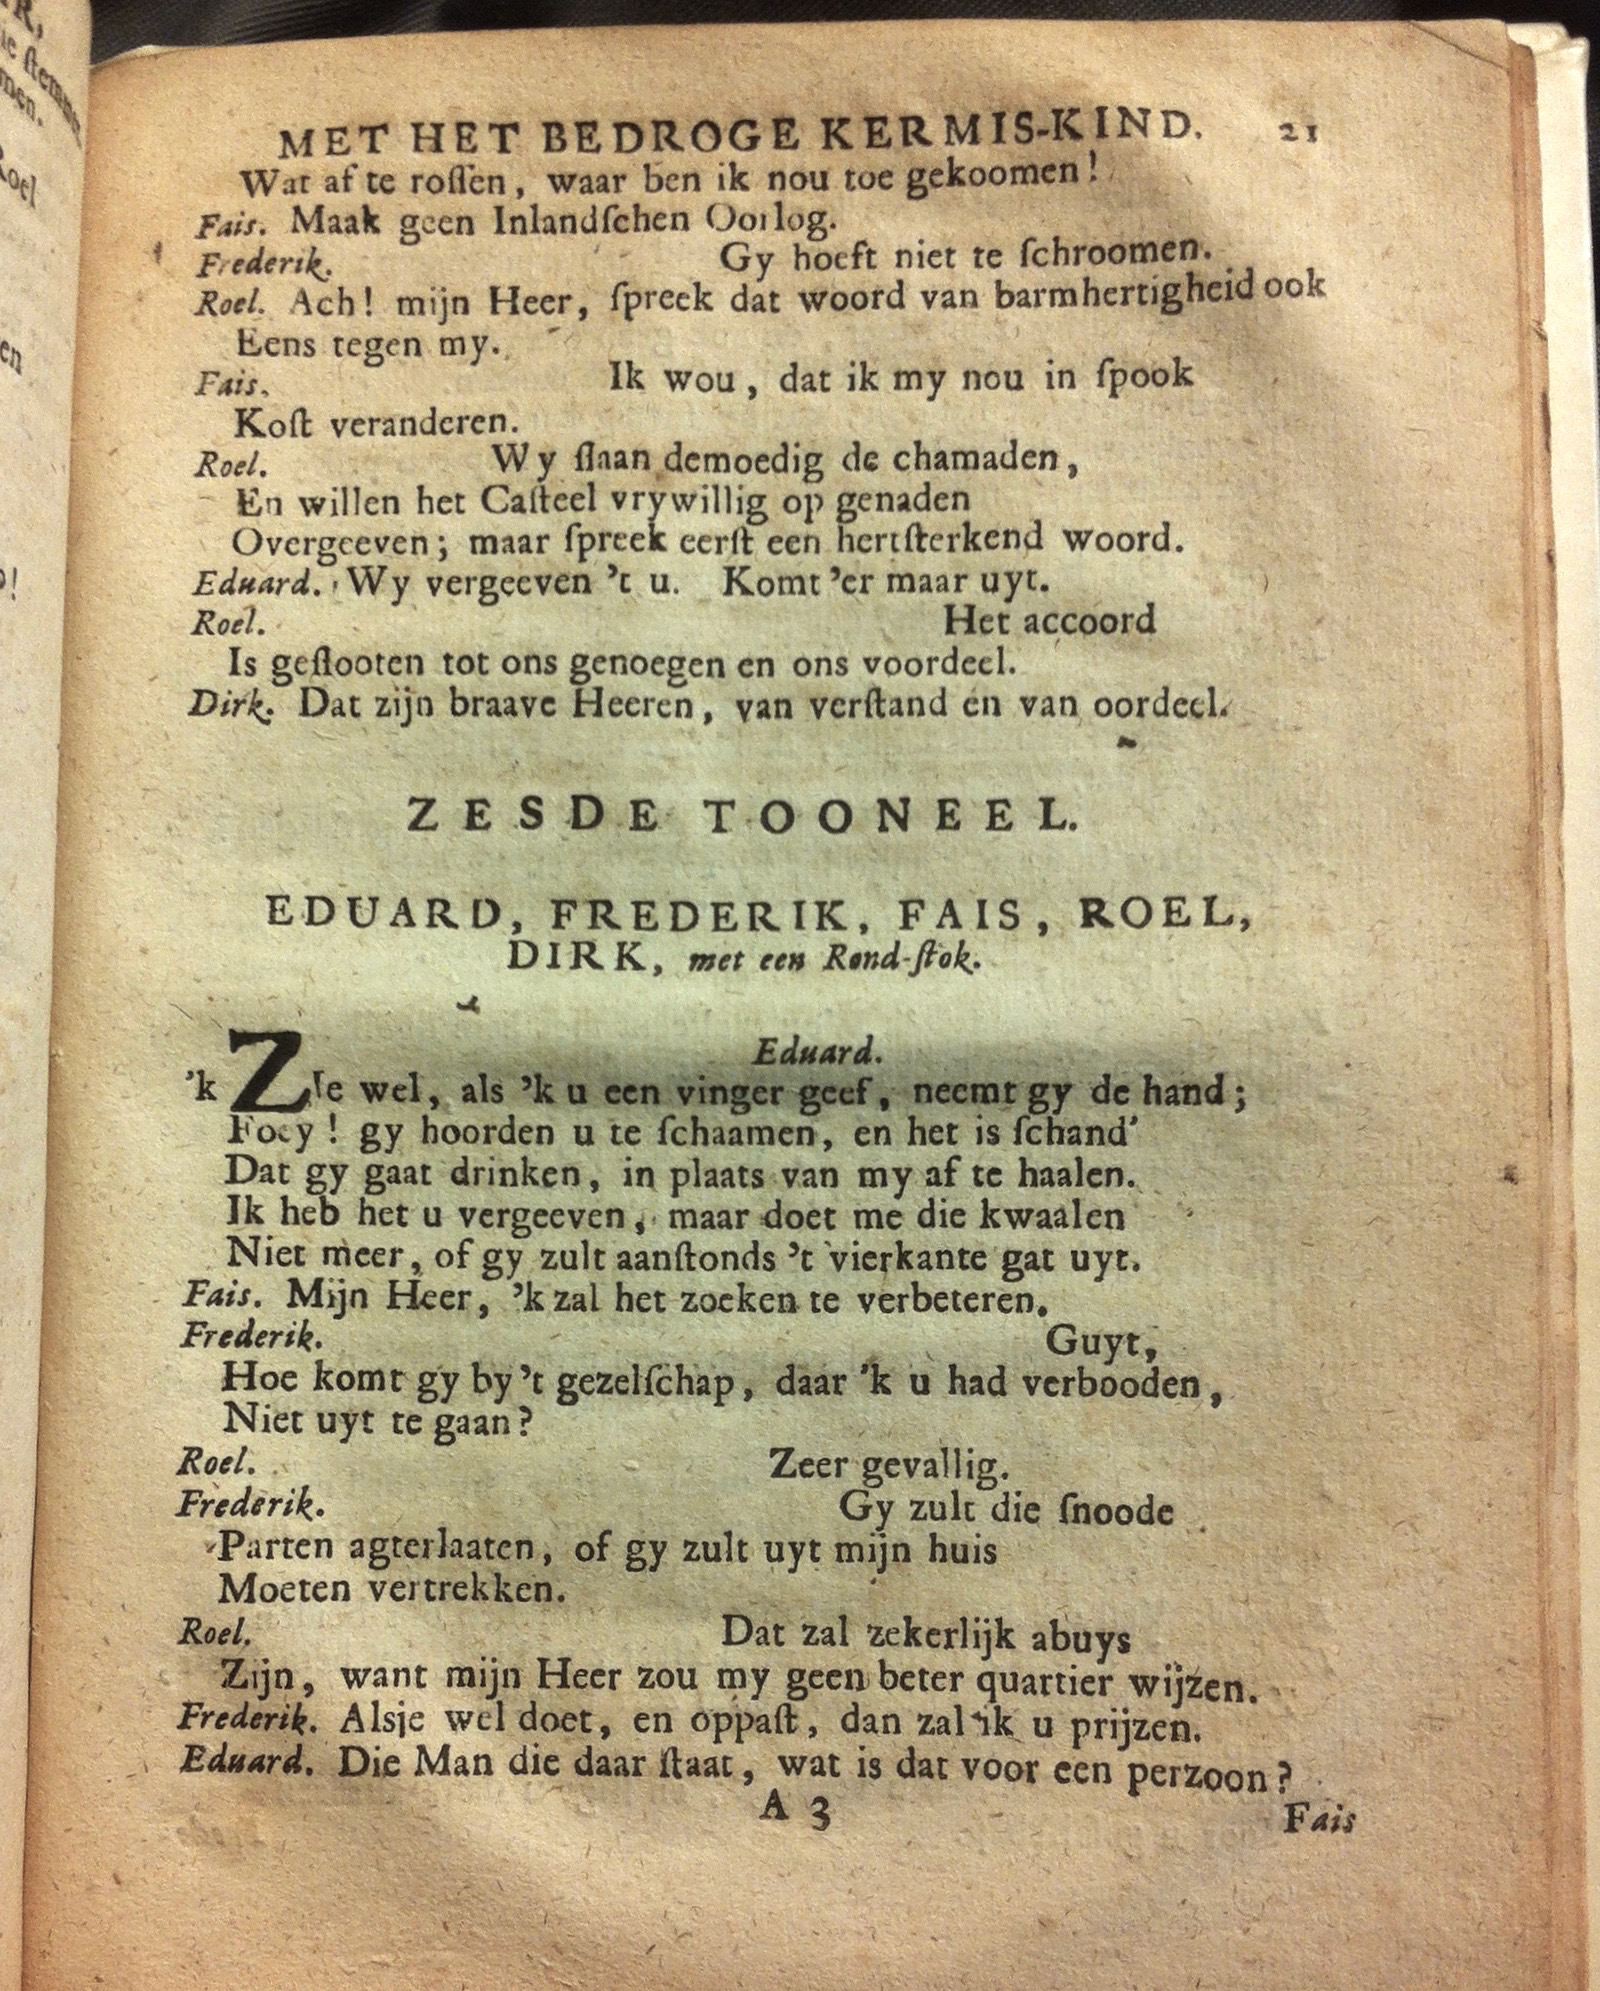 MET HET BEDROGE KERMIS-KIND. 21
Wat af te roſſen, waar ben ik nou toe gekoomen!
Fais. Maak geen Inlandſchen Oorlog.
Frederik. Gy hoeft niet te ſchroomen.
Roel. Ach! mijn Heer, ſpreek dat woord van barmhertigheid ook
Eens tegen my.
Fais. Ik wou, dat ik my nou in ſpook
Koſt veranderen.
Roel. Wy ſlaan demoedig de chamaden,
En willen het Caſteel vrywillig op genaden
Overgeeven; maar ſpreek eerſt een hertſterkend woord.
Eduard. Wy vergeeven 't u. Komt 'er maar uyt.
Roel. Het accoord
Is geſlooten tot ons genoegen en ons voordeel.
Dirk. Dat zijn braave Heeren, van verſtand en van oordeel.
ZESDE TOONEEL.
EDUARD, FREDERIK, FAIS, ROEL,
DIRK, met een Rond-ſtok.
Eduard.
'k ZIe wel, als 'k u een vinger geef, neemt gy de hand;
Foey! gy hoorden u te ſchaamen, en het is ſchand'
Dat gy gaat drinken, in plaats van my af te haalen.
Ik heb het u vergeeven, maar doet me die kwaalen
Niet meer, of gy zult aanſtonds 't vierkante gat uyt.
Fais. Mijn Heer, 'k zal het zoeken te verbeteren.
Frederik. Guyt,
Hoe komt gy by 't gezelſchap, daar 'k u had verbooden,
Niet uyt te gaan?
Roel. Zeer gevallig.
Frederik. Gy zult die ſnoode
Parten agterlaaten, of gy zult uyt mijn huis
Moeten vertrekken.
Roel. Dat zal zekerlijk abuys
Zijn, want mijn Heer zou my geen beter quartier wijzen.
Frederik. Alsje wel doet, en oppaſt, dan zal ik u prijzen.
Eduard. Die Man die daar ſtaat, wat is dat voor een perzoon?
A 3 Fais